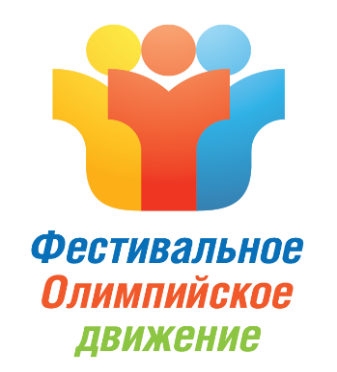 Фестивальное
Олимпийское
движение